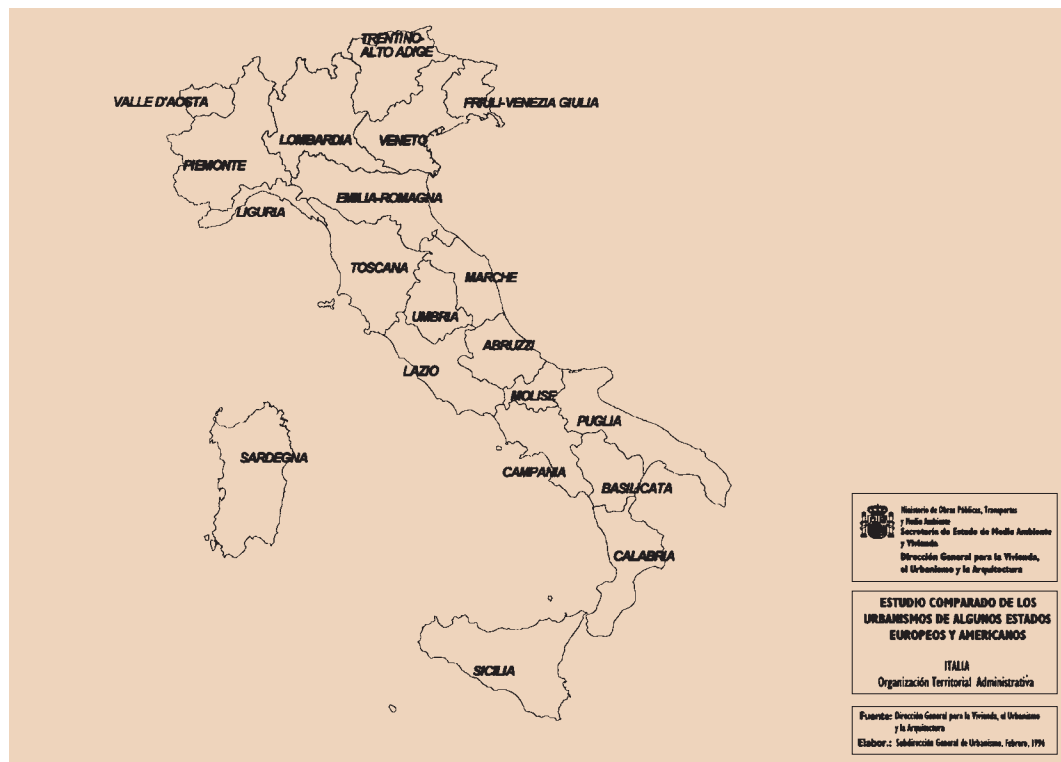 TRENTINO-
ALTO ADIGE
VALLE D'AOSTA
FRIULI-VENEZIA GIULIA
LOMBARDIA
VENETO
PIEMONTE
EMILIA-ROMAGNA
LIGURIA
TOSCANA
MARCHE
UMBRIA
ABRUZZI
LAZIO
MOLISE
PUGLIA
SARDEGNA
CAMPANIA
BASILICATA
CALABRIA
SICILIA
Ministerio de Obras Públicas, Transportes
y Medio Ambiente
Secretaría de Estado de Medio Ambiente
y Vivienda
Dirección General para la Vivienda,
el Urbanismo y la Arquitectura
ESTUDIO COMPARADO DE LOS
URBANISMOS DE ALGUNOS ESTADOS
EUROPEOS Y AMERICANOS
ITALIA
Organización Territorial Administrativa
Fuente: Dirección General para la Vivienda, el Urbanismo
y la Arquitectura
Elabor.: Subdirección General de Urbanismo. Febrero, 1996